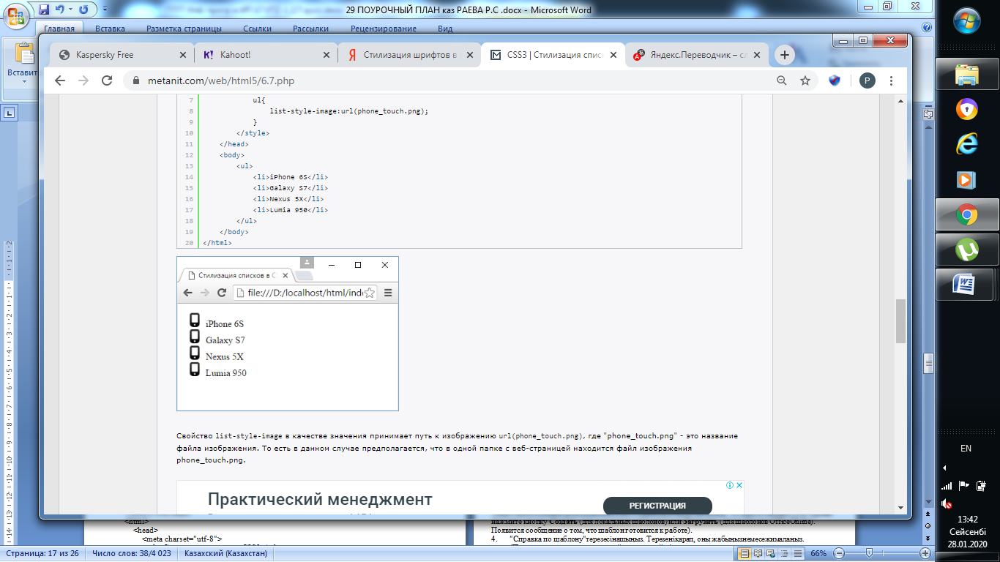 29 ПОУРОЧНЫЙ ПЛАН каз РАЕВА Р.С .docx - Microsoft Word
Главная Вставка Разметка страницы Ссылки Рассылки Рецензирование Вид
Вставит
Kaspersky Free
Kahoot!
Стилизация шрифтов в
CSS3 | Стилизация спис
Яндекс.Переводчик – сл
metanit.com/web/html5/6.7.php
P
7 ul{
8 list-style-image:url(phone_touch.png);
9 }
10 </style>
11 </head>
12 <body>
13 <ul>
14 <li>iPhone 6S</li>
15 <li>Galaxy S7</li>
16 <li>Nexus 5X</li>
17 <li>Lumia 950</li>
18 </ul>
19 </body>
20 </html>
Стилизация списков в C
file:///D:/localhost/html/inde
iPhone 6S
Galaxy S7
Nexus 5X
Lumia 950
Свойство list-style-image в качестве значения принимает путь к изображению url(phone_touch.png), где "phone_touch.png" - это название
файла изображения. То есть в данном случае предполагается, что в одной папке с веб-страницей находится файл изображения
phone_touch.png.
Практический менеджмент
РЕГИСТРАЦИЯ
<html>
<head>
<meta charset="utf-8">
нажмите кнопку Создать (для локальных шаблонов) или Загрузить (для шаблонов OfficeOnline).
Появится сообщение о том, что шаблон готовится к работе).
4. "Справка по шаблону"терезесінашыңыз. Терезенікарап, оны жабыңызнемесежималаңыз.
Страница: 17 из 26 Число слов: 38/4 023 Казахский (Казахстан) 66%
EN
13:42
Сейсенбі
28.01.2020